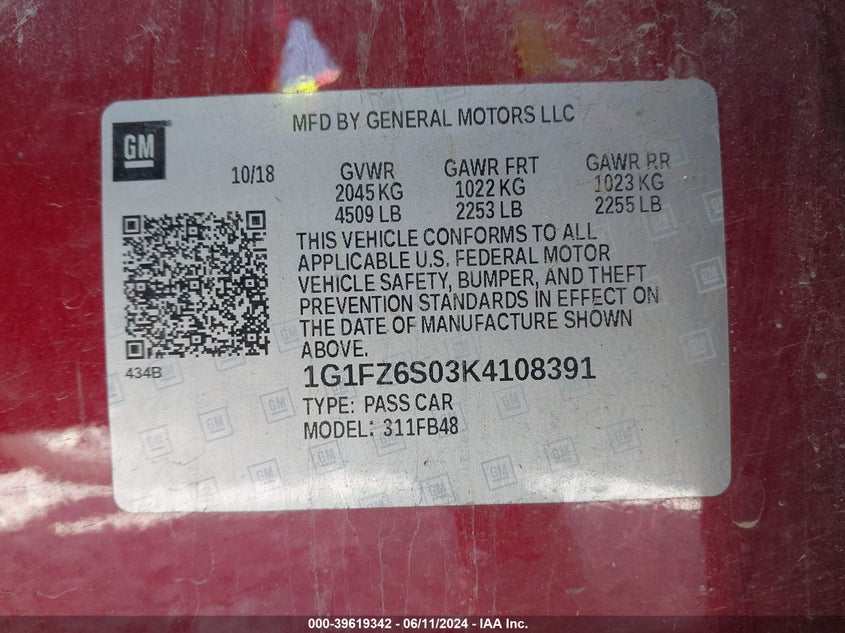 MFD BY GENERAL MOTORS LLC
GM
10/18 GVWR GAWR FRT GAWR RR
2045 KG 1022 KG 1023 KG
4509 LB 2253 LB 2255 LB
THIS VEHICLE CONFORMS TO ALL
APPLICABLE U.S. FEDERAL MOTOR
VEHICLE SAFETY, BUMPER, AND THEFT
PREVENTION STANDARDS IN EFFECT ON
THE DATE OF MANUFACTURE SHOWN
ABOVE.
434B
1G1FZ6S03K4108391
TYPE: PASS CAR
MODEL: 311FB48
000-39619342 - 06/11/2024 - IAA Inc.